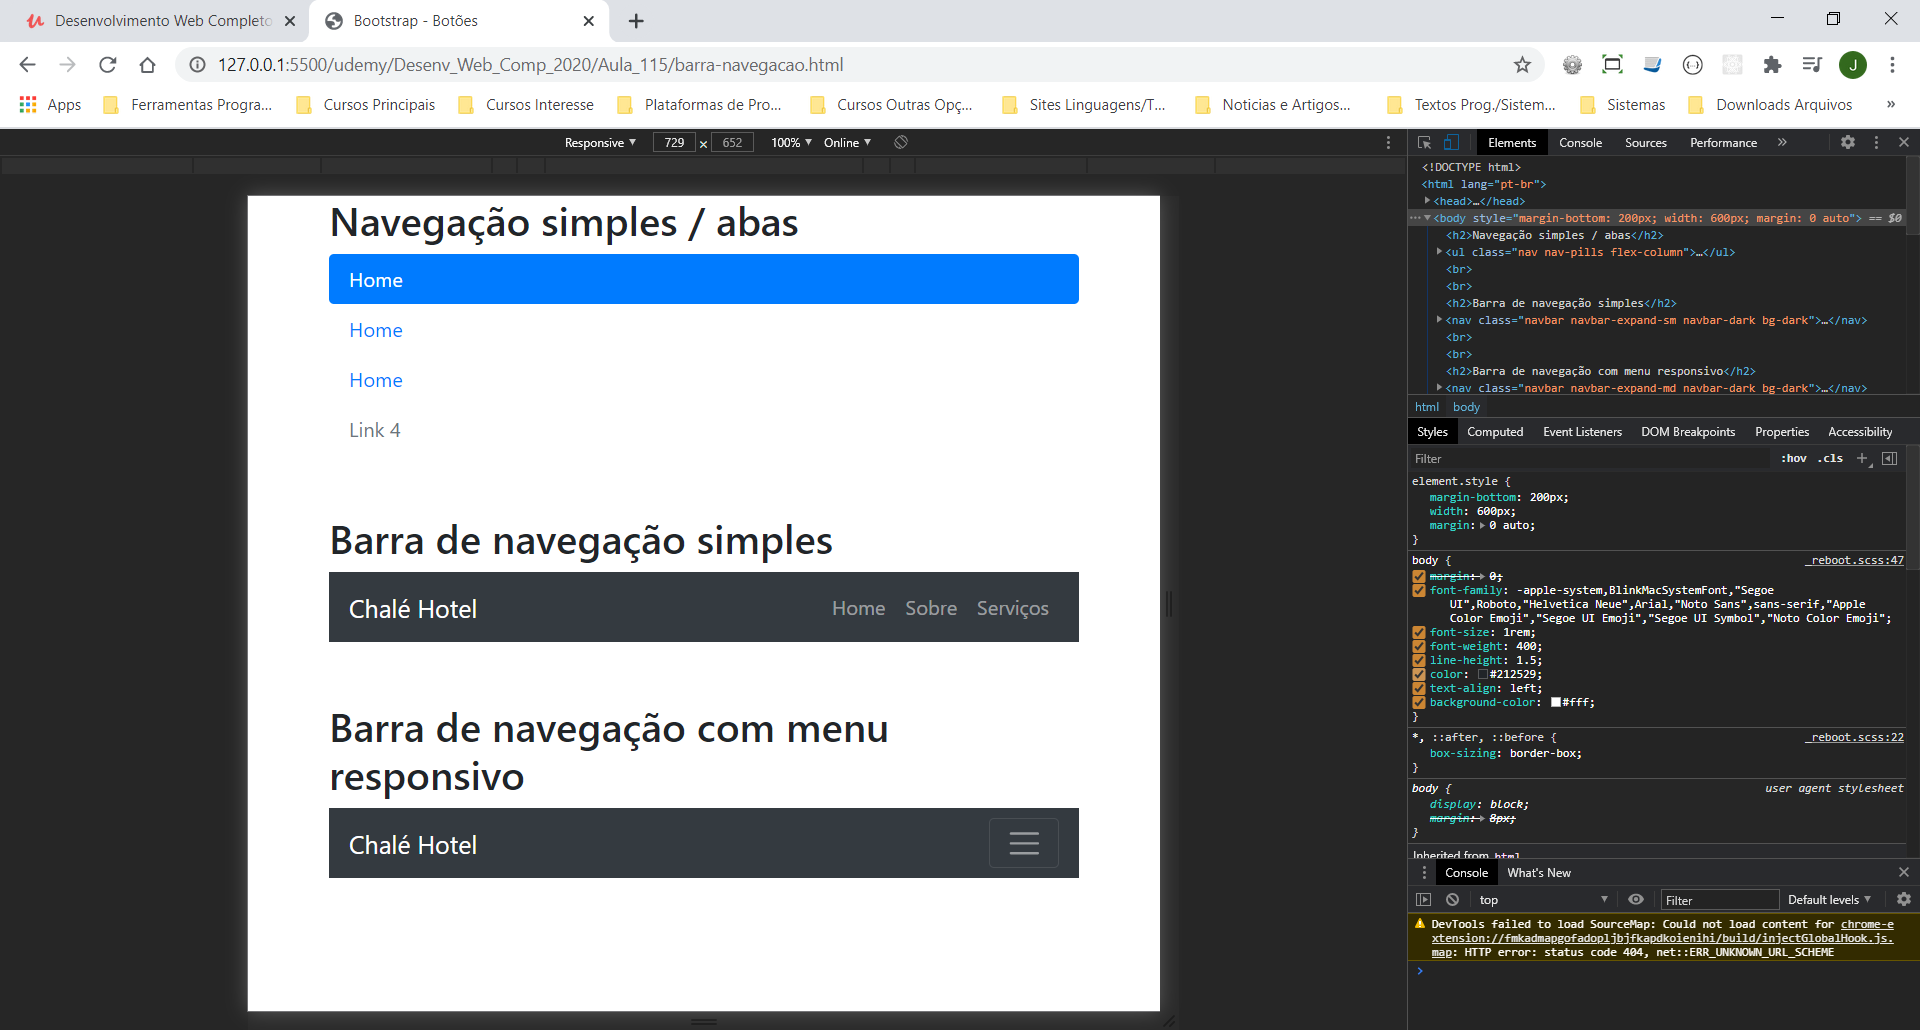 Desenvolvimento Web Completo
Bootstrap - Botões
127.0.0.1:5500/udemy/Desenv_Web_Comp_2020/Aula_115/barra-navegacao.html
J
Apps
Ferramentas Progra...
Cursos Principais
Cursos Interesse
Plataformas de Pro...
Cursos Outras Opç...
Sites Linguagens/T...
Noticias e Artigos...
Textos Prog./Sistem...
Sistemas
Downloads Arquivos
»
Responsive ▼ 729 × 652 100% ▼ Online ▼
Navegação simples / abas
Home
Home
Home
Link 4
Barra de navegação simples
Chalé Hotel Home Sobre Serviços
Barra de navegação com menu
responsivo
Chalé Hotel
Elements Console Sources Performance »
<!DOCTYPE html>
<html lang="pt-br">
<head>…</head>
<body style="margin-bottom: 200px; width: 600px; margin: 0 auto"> == $0
<h2>Navegação simples / abas</h2>
<ul class="nav nav-pills flex-column">…</ul>
<br>
<br>
<h2>Barra de navegação simples</h2>
<nav class="navbar navbar-expand-sm navbar-dark bg-dark">…</nav>
<br>
<br>
<h2>Barra de navegação com menu responsivo</h2>
<nav class="navbar navbar-expand-md navbar-dark bg-dark">…</nav>
html body
Styles Computed Event Listeners DOM Breakpoints Properties Accessibility
Filter :hov .cls +
element.style {
margin-bottom: 200px;
width: 600px;
margin: 0 auto;
}
body { _reboot.scss:47
margin: 0;
font-family: -apple-system,BlinkMacSystemFont,"Segoe
UI",Roboto,"Helvetica Neue",Arial,"Noto Sans",sans-serif,"Apple
Color Emoji","Segoe UI Emoji","Segoe UI Symbol","Noto Color Emoji";
font-size: 1rem;
font-weight: 400;
line-height: 1.5;
color: #212529;
text-align: left;
background-color: #fff;
}
*, ::after, ::before { _reboot.scss:22
box-sizing: border-box;
}
body { user agent stylesheet
display: block;
margin: 8px;
}
Inherited from html
Console What's New
top ▼ Filter Default levels ▼
DevTools failed to load SourceMap: Could not load content for chrome-e
xtension://fmkadmapgofadopljbjfkapdkoienihi/build/injectGlobalHook.js.
map: HTTP error: status code 404, net::ERR_UNKNOWN_URL_SCHEME